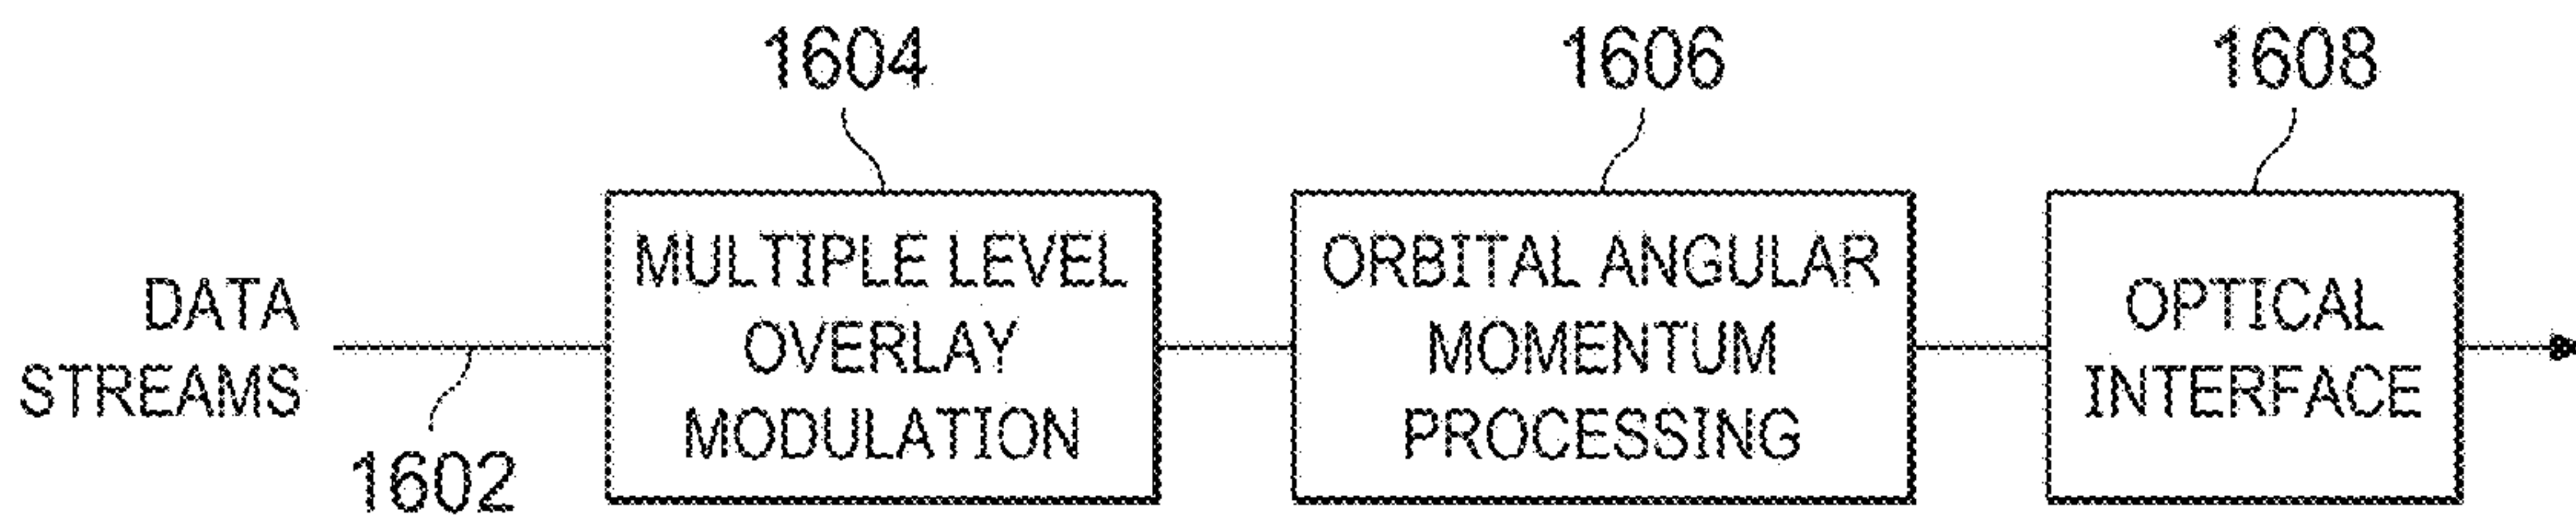 1604
1606
1608
DATA
STREAMS
1602
MULTIPLE LEVEL
OVERLAY
MODULATION
ORBITAL ANGULAR
MOMENTUM
PROCESSING
OPTICAL
INTERFACE